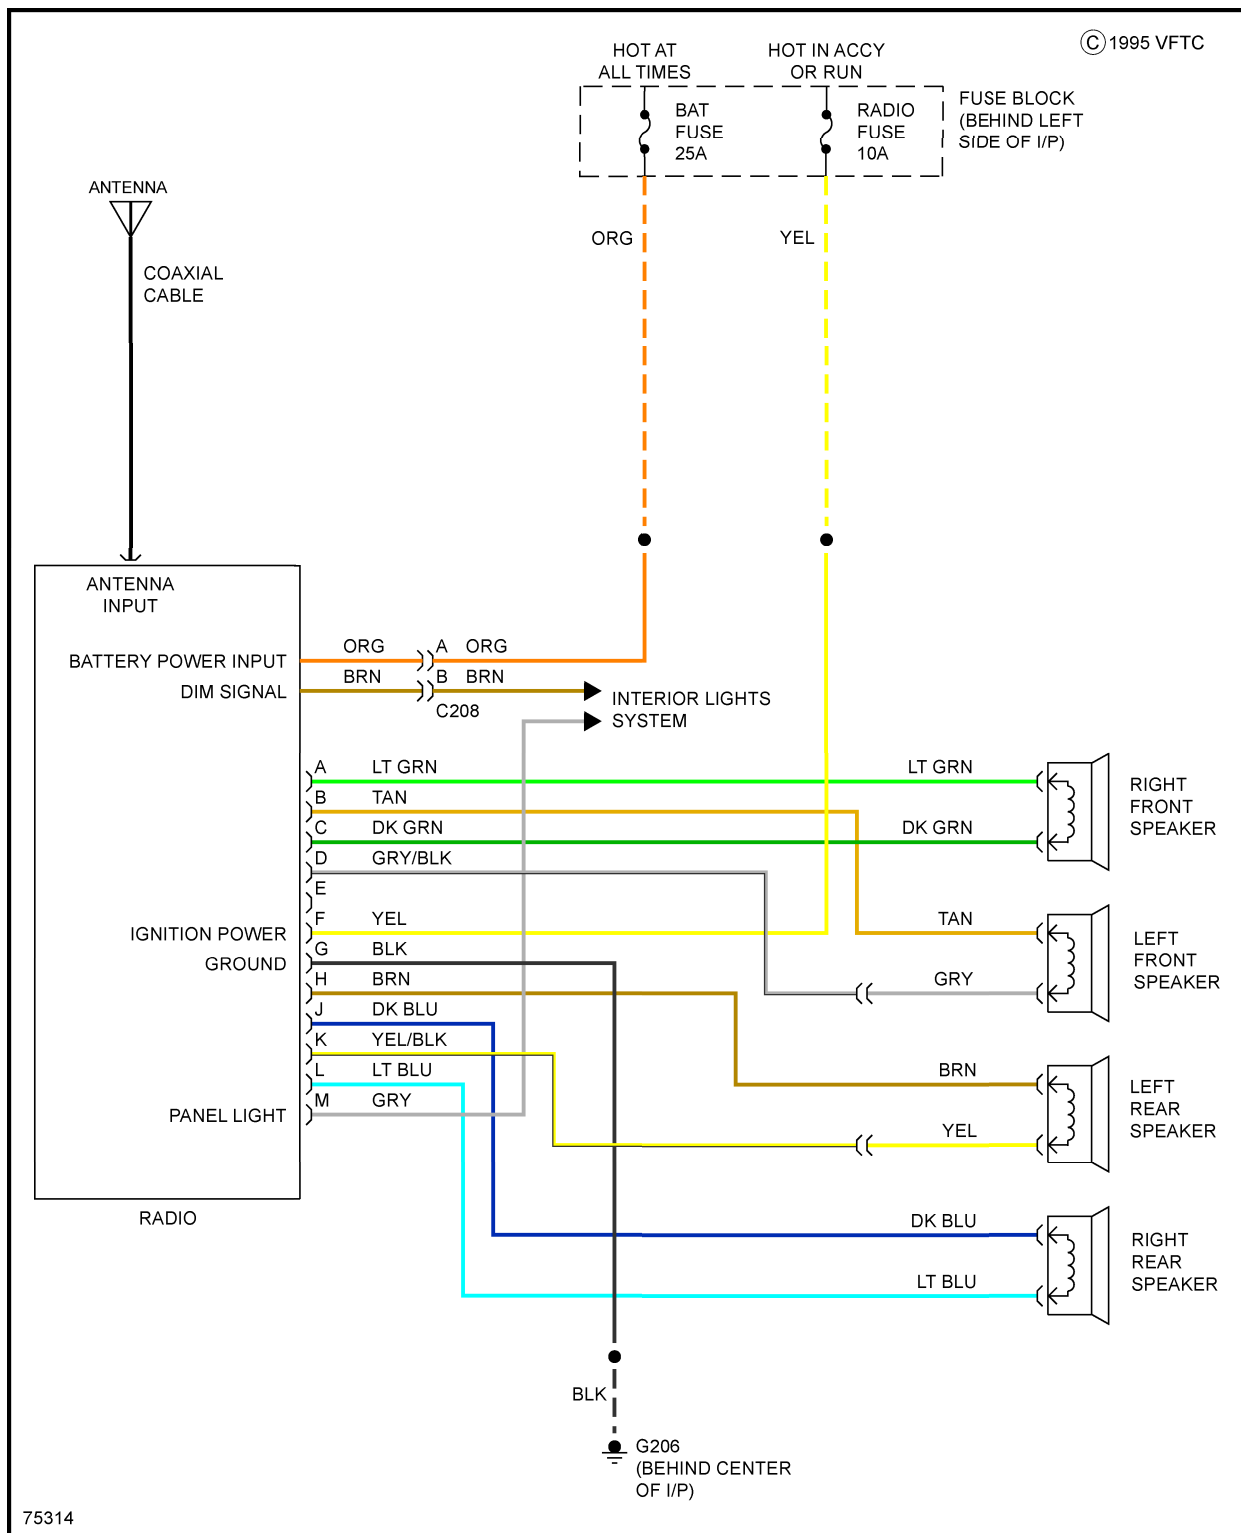 © 1995 VFTC
HOT AT
ALL TIMES
HOT IN ACCY
OR RUN
BAT
FUSE
25A
RADIO
FUSE
10A
FUSE BLOCK
(BEHIND LEFT
SIDE OF I/P)
ANTENNA
COAXIAL
CABLE
ORG
YEL
ANTENNA
INPUT
BATTERY POWER INPUT
ORG
A
ORG
DIM SIGNAL
BRN
B
BRN
C208
INTERIOR LIGHTS
SYSTEM
A
LT GRN
LT GRN
B
TAN
C
DK GRN
DK GRN
RIGHT
FRONT
SPEAKER
D
GRY/BLK
E
F
YEL
IGNITION POWER
TAN
G
BLK
GROUND
LEFT
FRONT
SPEAKER
H
BRN
GRY
J
DK BLU
K
YEL/BLK
L
LT BLU
BRN
M
GRY
PANEL LIGHT
LEFT
REAR
SPEAKER
YEL
RADIO
DK BLU
RIGHT
REAR
SPEAKER
LT BLU
BLK
G206
(BEHIND CENTER
OF I/P)
75314